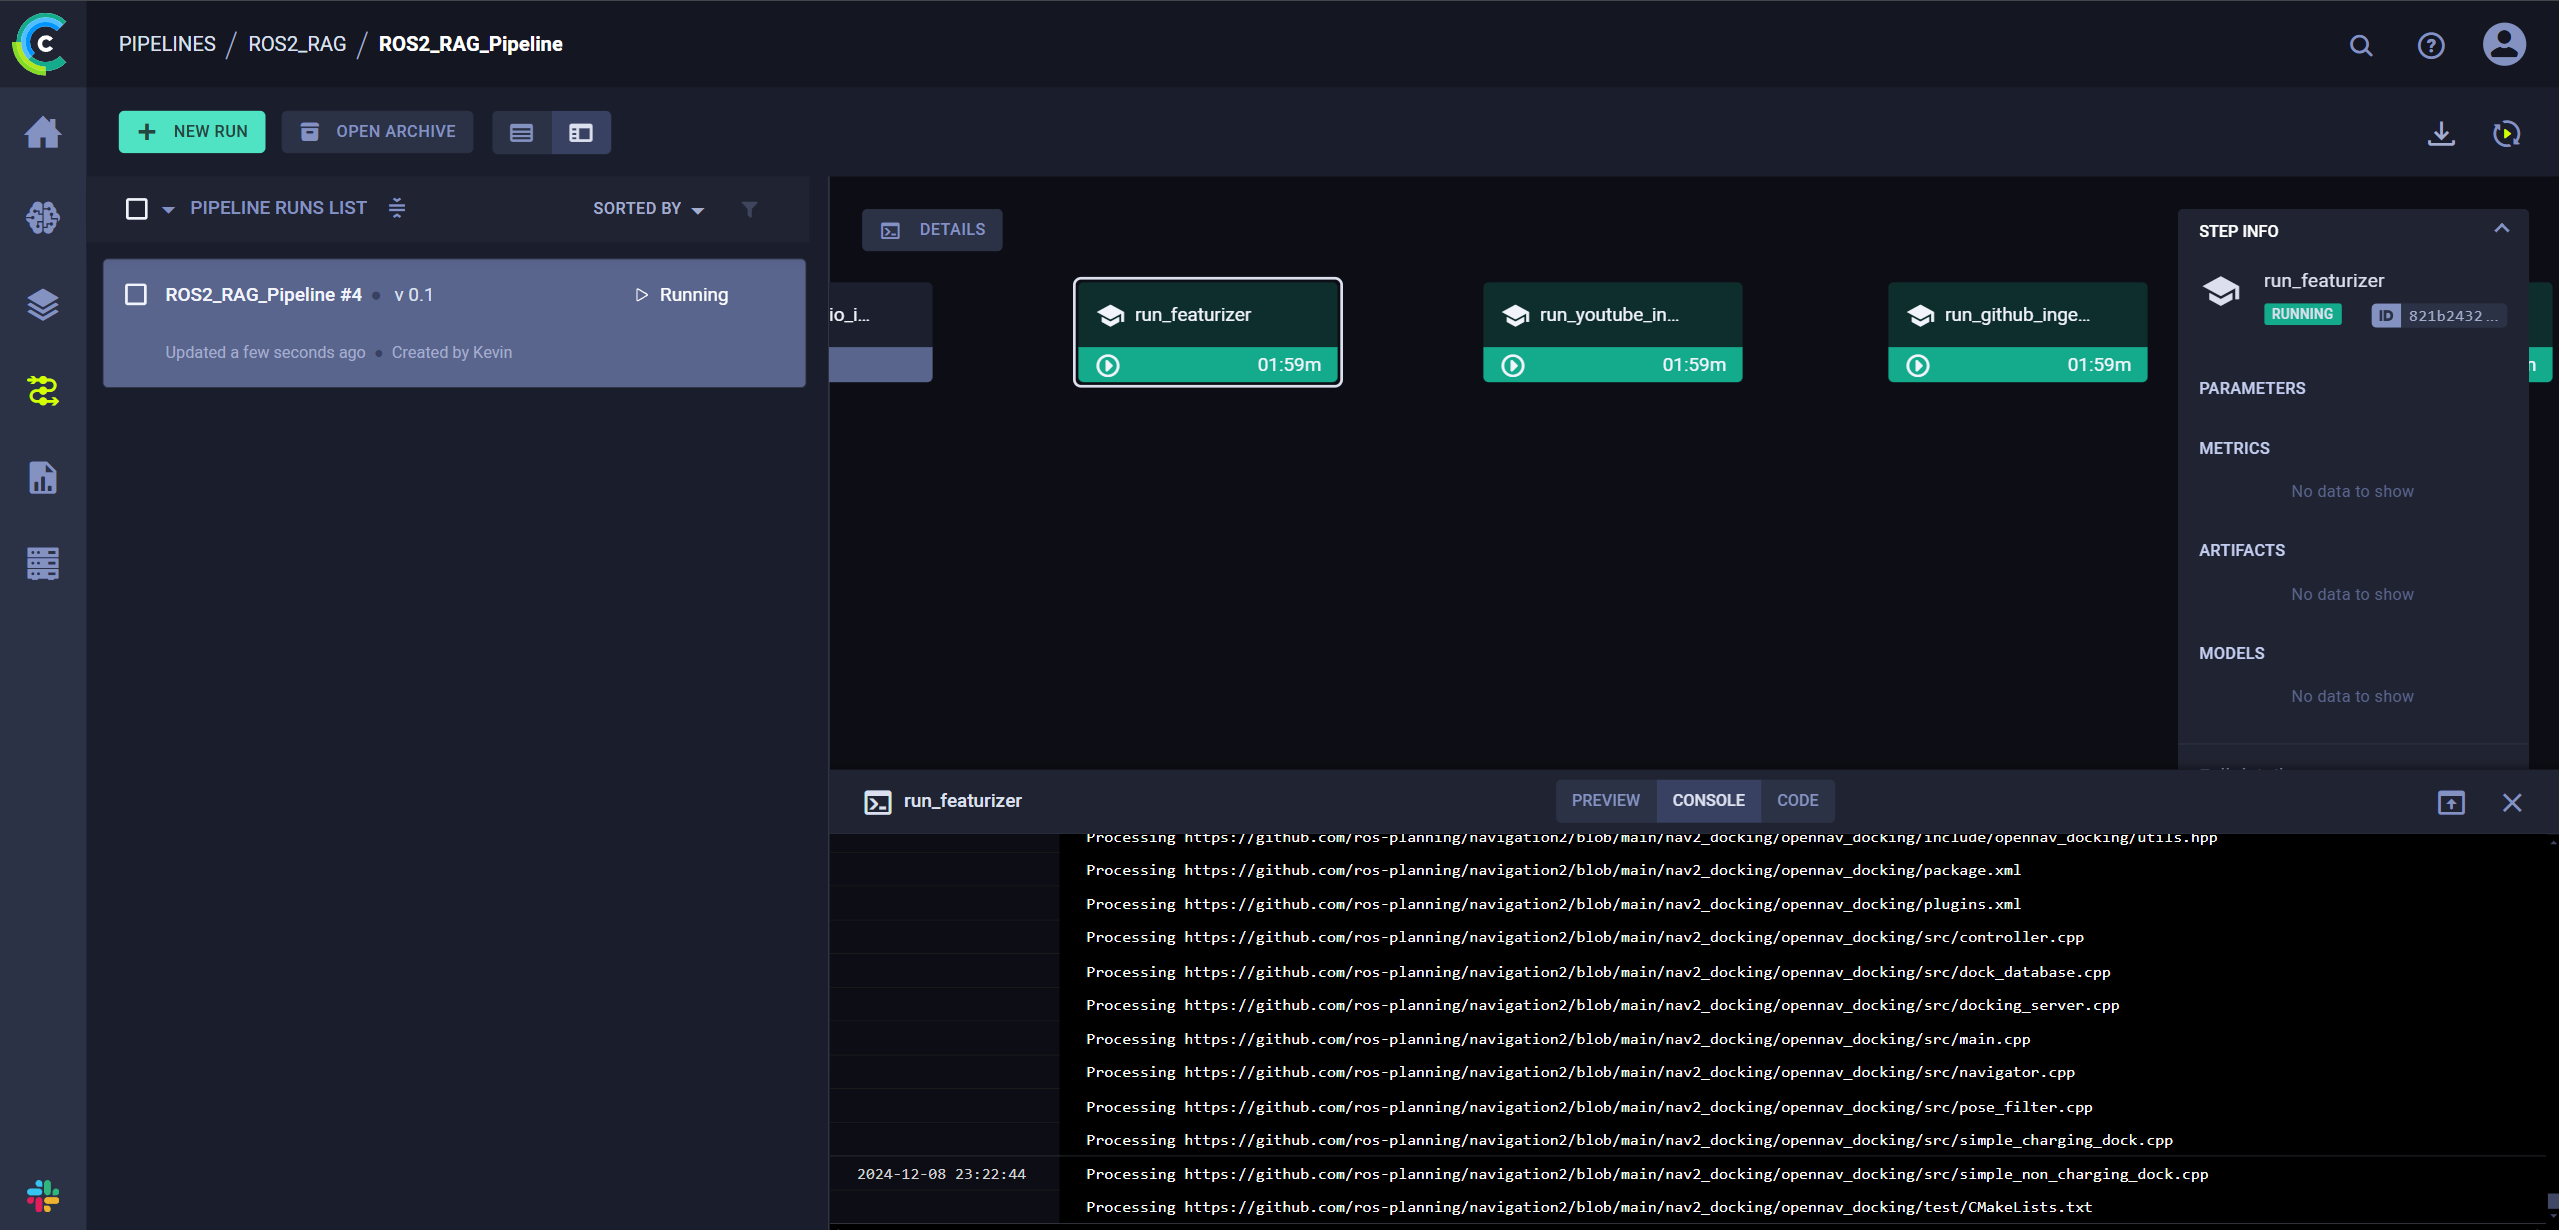 PIPELINES / ROS2_RAG / ROS2_RAG_Pipeline
NEW RUN
OPEN ARCHIVE
PIPELINE RUNS LIST
SORTED BY
ROS2_RAG_Pipeline #4 • v 0.1
Running
Updated a few seconds ago • Created by Kevin
DETAILS
io_i...
run_featurizer
01:59m
run_youtube_in...
01:59m
run_github_inge...
01:59m
STEP INFO
run_featurizer
RUNNING
ID 821b2432...
PARAMETERS
METRICS
No data to show
ARTIFACTS
No data to show
MODELS
No data to show
run_featurizer
PREVIEW
CONSOLE
CODE
Processing https://github.com/ros-planning/navigation2/blob/main/nav2_docking/opennav_docking/include/opennav_docking/utils.hpp
Processing https://github.com/ros-planning/navigation2/blob/main/nav2_docking/opennav_docking/package.xml
Processing https://github.com/ros-planning/navigation2/blob/main/nav2_docking/opennav_docking/plugins.xml
Processing https://github.com/ros-planning/navigation2/blob/main/nav2_docking/opennav_docking/src/controller.cpp
Processing https://github.com/ros-planning/navigation2/blob/main/nav2_docking/opennav_docking/src/dock_database.cpp
Processing https://github.com/ros-planning/navigation2/blob/main/nav2_docking/opennav_docking/src/docking_server.cpp
Processing https://github.com/ros-planning/navigation2/blob/main/nav2_docking/opennav_docking/src/main.cpp
Processing https://github.com/ros-planning/navigation2/blob/main/nav2_docking/opennav_docking/src/navigator.cpp
Processing https://github.com/ros-planning/navigation2/blob/main/nav2_docking/opennav_docking/src/pose_filter.cpp
Processing https://github.com/ros-planning/navigation2/blob/main/nav2_docking/opennav_docking/src/simple_charging_dock.cpp
2024-12-08 23:22:44 Processing https://github.com/ros-planning/navigation2/blob/main/nav2_docking/opennav_docking/src/simple_non_charging_dock.cpp
Processing https://github.com/ros-planning/navigation2/blob/main/nav2_docking/opennav_docking/test/CMakeLists.txt